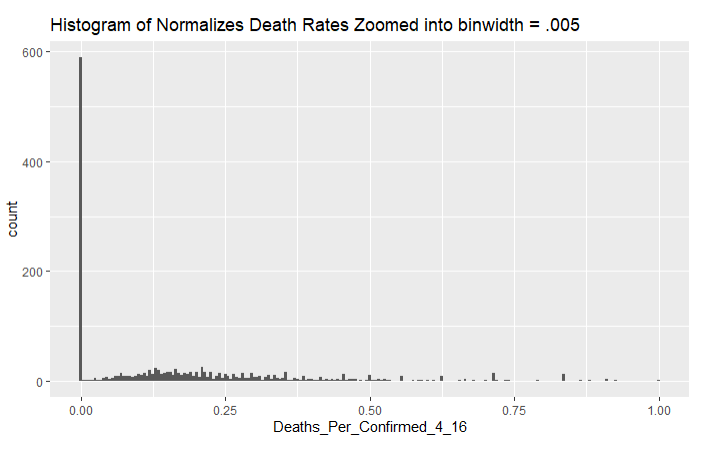 Histogram of Normalizes Death Rates Zoomed into binwidth = .005
600
400
200
0
count
0.00 0.25 0.50 0.75 1.00
Deaths_Per_Confirmed_4_16